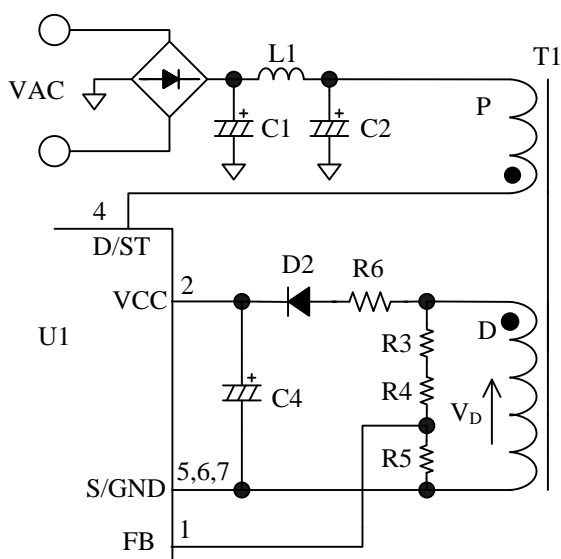 L1
T1
VAC
+
C1
+
C2
P
4
D/ST
D2
R6
VCC
2
R3
D
U1
+
C4
R4
V_D
R5
5,6,7
S/GND
1
FB